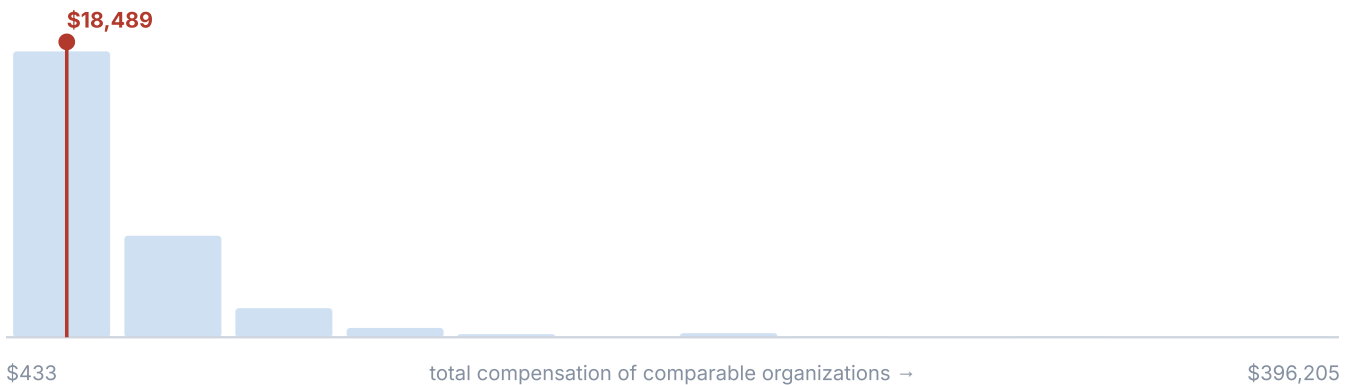 $18,489
$433 total compensation of comparable organizations → $396,205